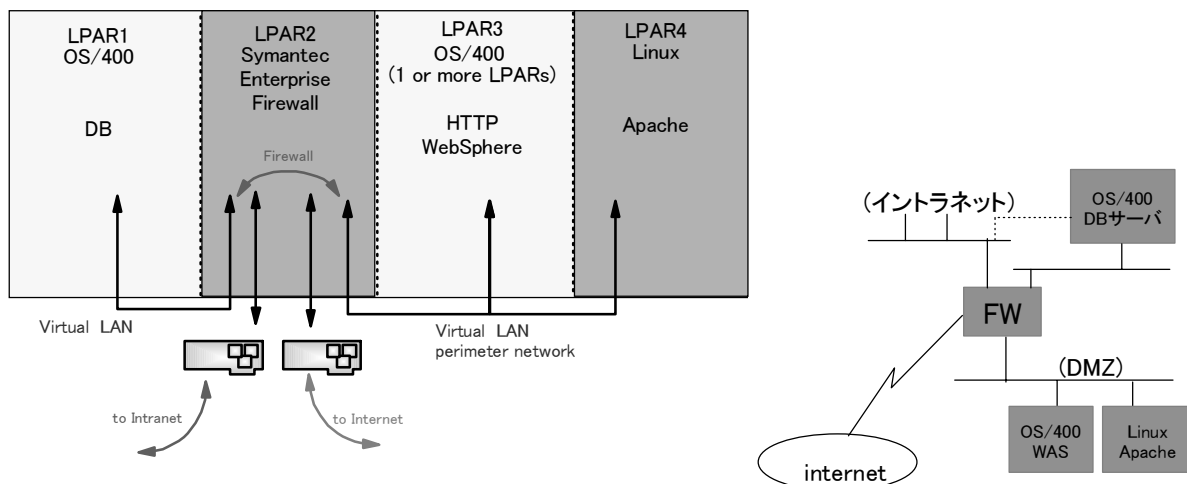 LPAR1
OS/400
DB
LPAR2
Symantec
Enterprise
Firewall
Firewall
LPAR3
OS/400
(1 or more LPARs)
HTTP
WebSphere
LPAR4
Linux
Apache
Virtual LAN
Virtual LAN
perimeter network
to Intranet
to Internet
(イントラネット)
OS/400
DBサーバ
FW
(DMZ)
OS/400
WAS
Linux
Apache
internet